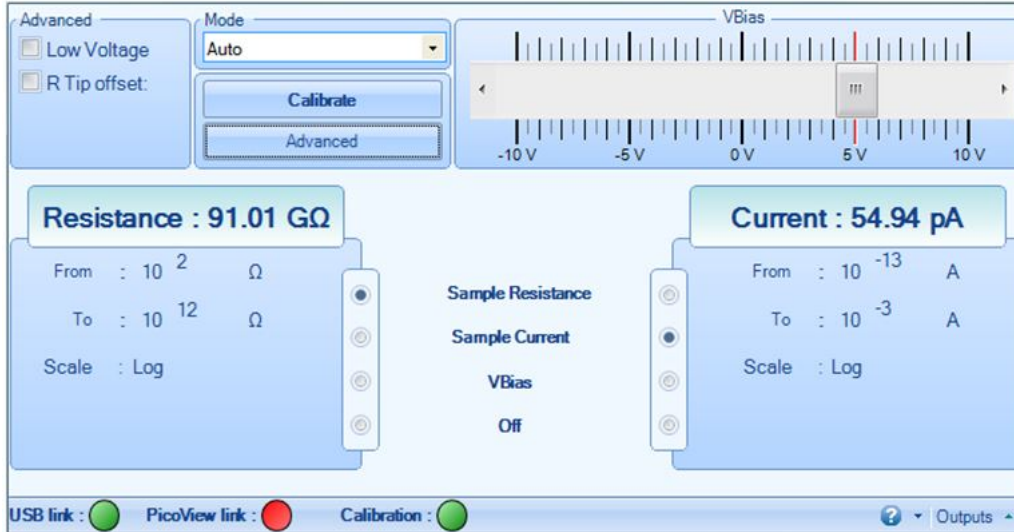 Advanced
Low Voltage
R Tip offset:
Mode
Auto
Calibrate
Advanced
VBias
-10 V -5 V 0 V 5 V 10 V
Resistance : 91.01 GΩ
From : 10 2 Ω
To : 10 12 Ω
Scale : Log
Sample Resistance
Sample Current
VBias
Off
Current : 54.94 pA
From : 10 -13 A
To : 10 -3 A
Scale : Log
USB link : PicoView link : Calibration : ? Outputs